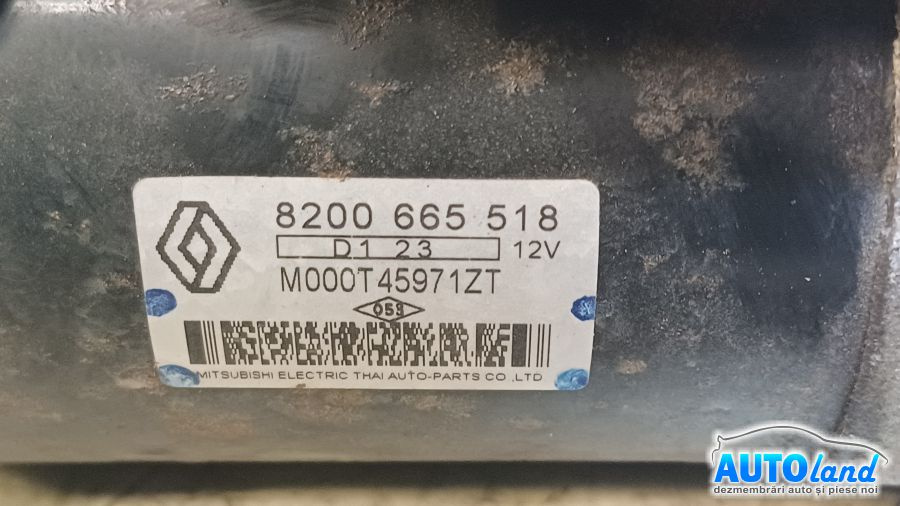 8200 665 518
D1 23 12V
M000T45971ZT
053
MITSUBISHI ELECTRIC THAI AUTO-PARTS CO.,LTD
AUTOland
dezmembrări auto și piese noi